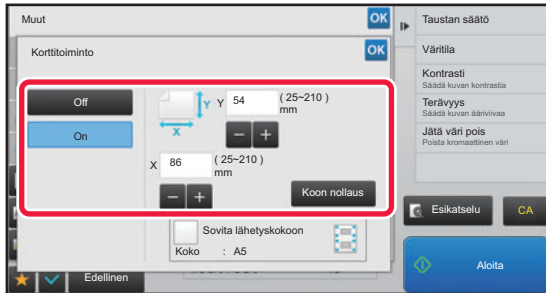 Muut
OK
Korttitoiminto
OK
Off
On
Y
X
Y
54
( 25~210 )
mm
X
86
( 25~210 )
mm
Koon nollaus
Sovita lähetyskokoon
Koko : A5
Edellinen
Taustan säätö
Väritila
Kontrasti
Säädä kuvan kontrastia
Terävyys
Säädä kuvan ääriviivaa
Jätä väri pois
Poista kromaattinen väri
Esikatselu
CA
Aloita